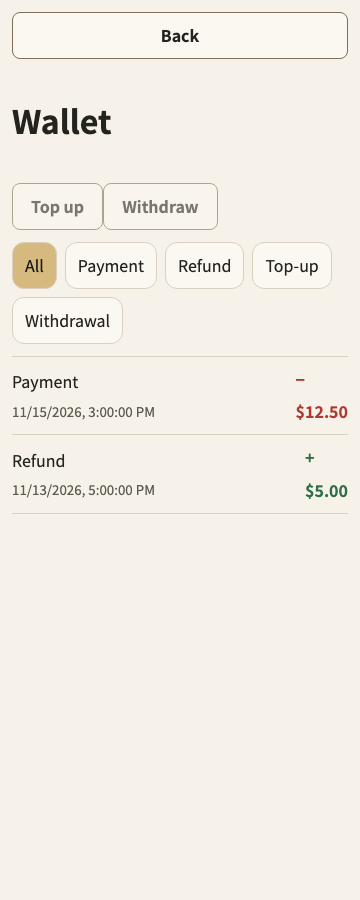 Back
Wallet
Top up Withdraw
All Payment Refund Top-up
Withdrawal
Payment −
11/15/2026, 3:00:00 PM $12.50
Refund +
11/13/2026, 5:00:00 PM $5.00